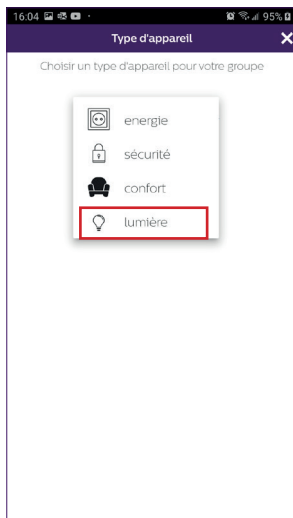 16:04 95%
Type d'appareil
Choisir un type d'appareil pour votre groupe
energie
sécurité
confort
lumière